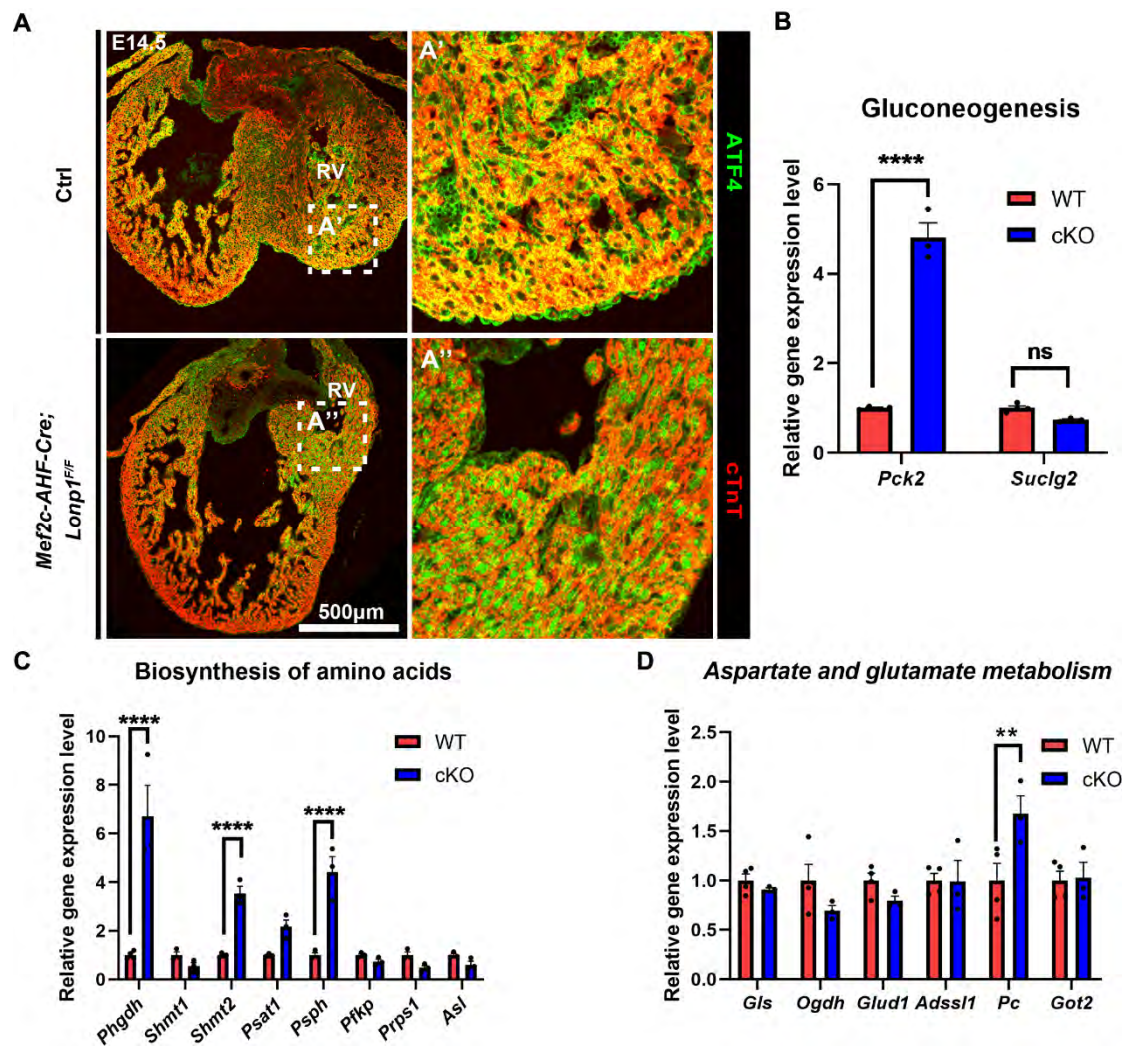 A
E14.5
RV
A'
A'
Ctrl
ATF4
RV
A''
A''
Mef2c-AHF-Cre;
Lonp1F/F
500µm
cTnT
B
Gluconeogenesis
Relative gene expression level
6
4
2
0
****
ns
WT
cKO
Pck2
Suclg2
C
Biosynthesis of amino acids
Relative gene expression level
10
8
6
4
2
0
****
****
****
WT
cKO
Phgdh
Shmt1
Shmt2
Psat1
Psph
Pfkp
Prps1
Asl
D
Aspartate and glutamate metabolism
Relative gene expression level
2.5
2.0
1.5
1.0
0.5
0.0
**
WT
cKO
Gls
Ogdh
Glud1
Adssl1
Pc
Got2